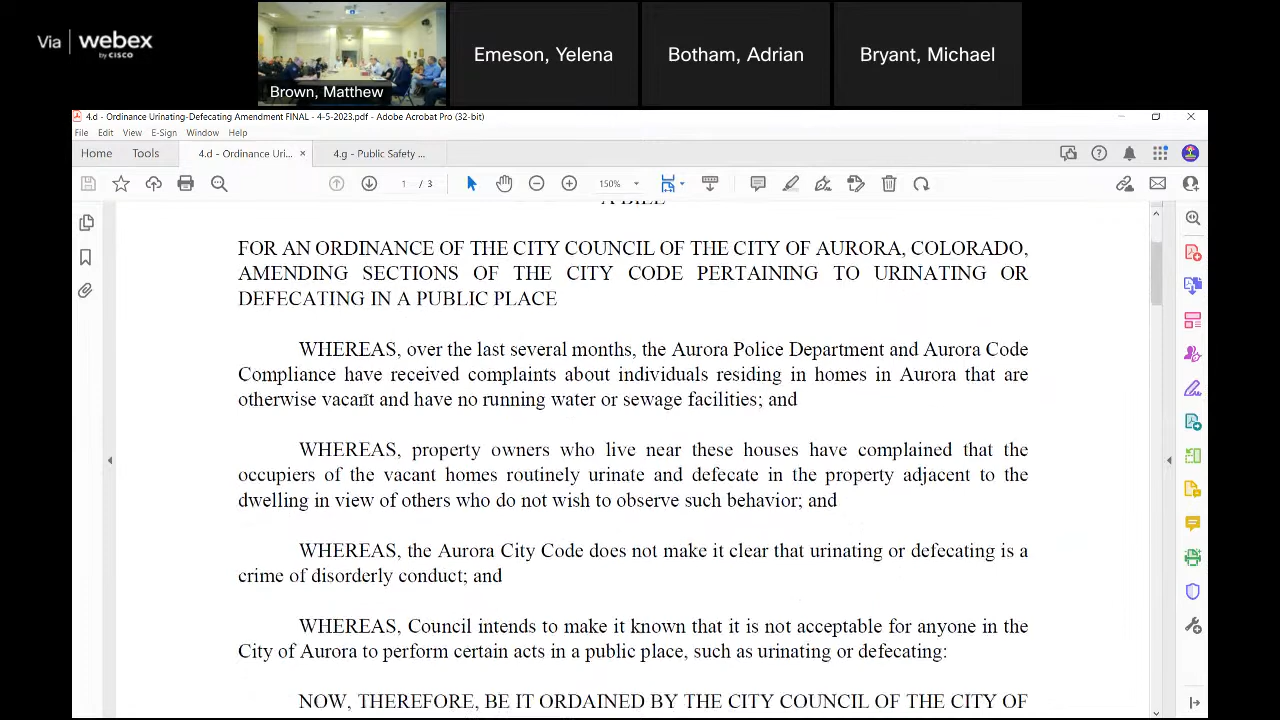 Via | webex
by CISCO
Brown, Matthew
Emeson, Yelena
Botham, Adrian
Bryant, Michael
4.d - Ordinance Urinating-Defecating Amendment FINAL - 4-5-2023.pdf - Adobe Acrobat Pro (32-bit)
File Edit View E-Sign Window Help
Home Tools 4.d - Ordinance Uri... × 4.g - Public Safety ...
1 / 3 150%
A BILL
FOR AN ORDINANCE OF THE CITY COUNCIL OF THE CITY OF AURORA, COLORADO,
AMENDING SECTIONS OF THE CITY CODE PERTAINING TO URINATING OR
DEFECATING IN A PUBLIC PLACE
WHEREAS, over the last several months, the Aurora Police Department and Aurora Code
Compliance have received complaints about individuals residing in homes in Aurora that are
otherwise vacant and have no running water or sewage facilities; and
WHEREAS, property owners who live near these houses have complained that the
occupiers of the vacant homes routinely urinate and defecate in the property adjacent to the
dwelling in view of others who do not wish to observe such behavior; and
WHEREAS, the Aurora City Code does not make it clear that urinating or defecating is a
crime of disorderly conduct; and
WHEREAS, Council intends to make it known that it is not acceptable for anyone in the
City of Aurora to perform certain acts in a public place, such as urinating or defecating:
NOW, THEREFORE, BE IT ORDAINED BY THE CITY COUNCIL OF THE CITY OF